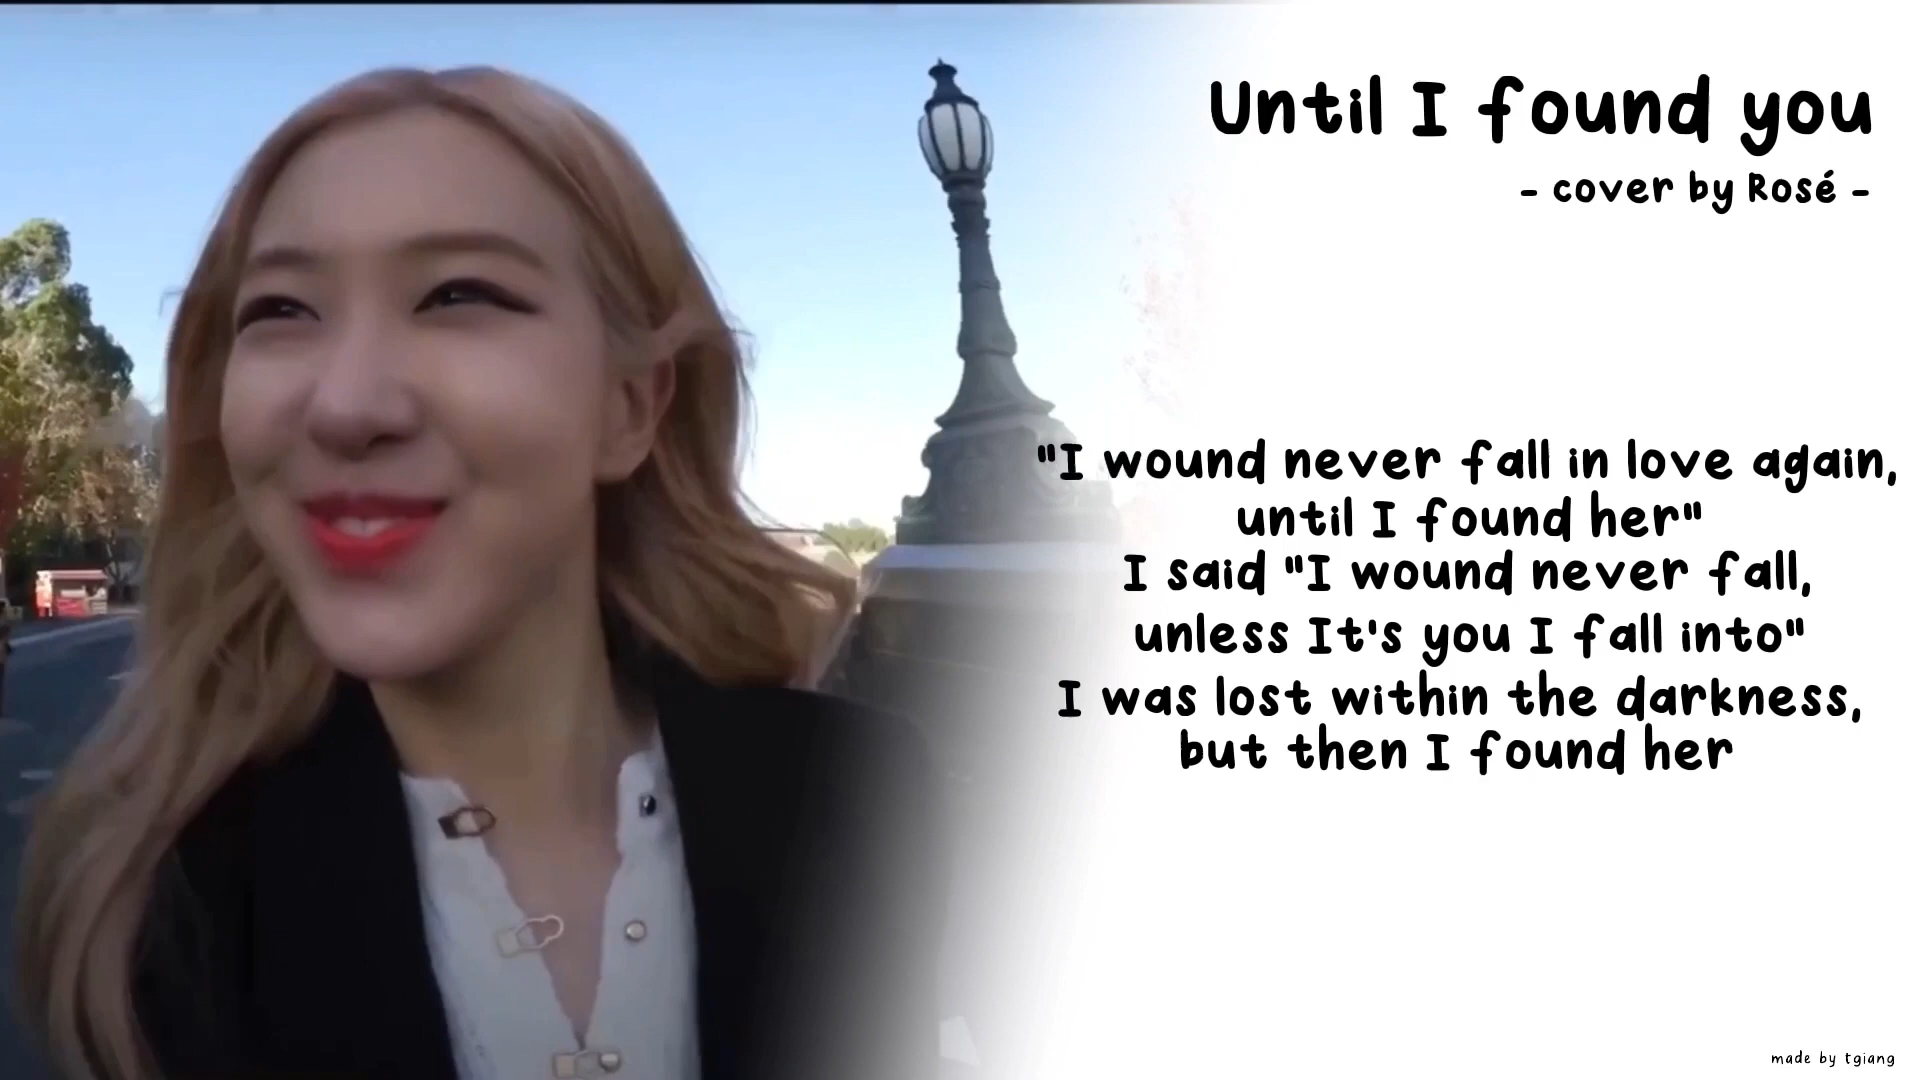 Until I found you
- cover by Rosé -
"I wound never fall in love again,
until I found her"
I said "I wound never fall,
unless It's you I fall into"
I was lost within the darkness,
but then I found her
made by tgiang